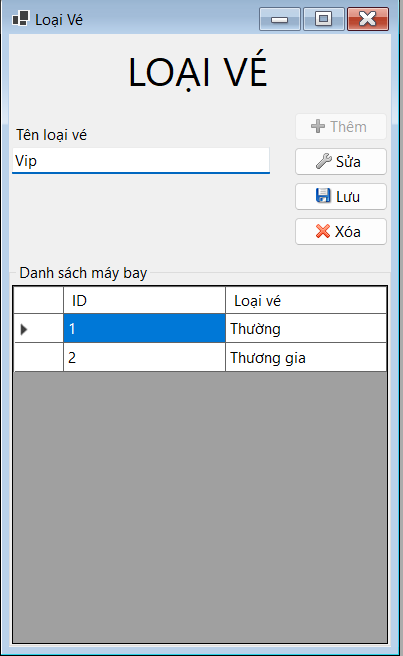 Loại Vé
LOẠI VÉ
Tên loại vé
Vip
Thêm
Sửa
Lưu
Xóa
Danh sách máy bay
ID Loại vé
1 Thường
2 Thương gia